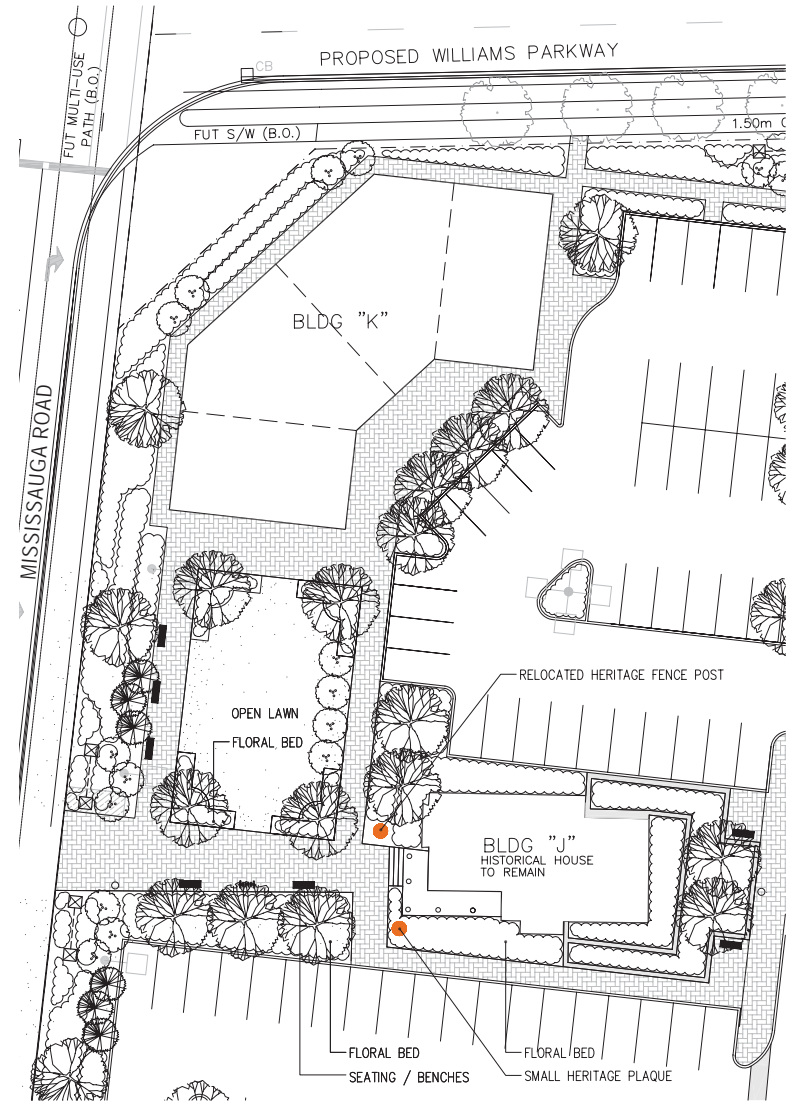 PROPOSED WILLIAMS PARKWAY
CB
FUT MULTI-USE
PATH (B.O.)
FUT S/W (B.O.)
1.50m
BLDG "K"
MISSISSAUGA ROAD
RELOCATED HERITAGE FENCE POST
OPEN LAWN
FLORAL BED
BLDG "J"
HISTORICAL HOUSE
TO REMAIN
FLORAL BED
SEATING / BENCHES
FLORAL BED
SMALL HERITAGE PLAQUE